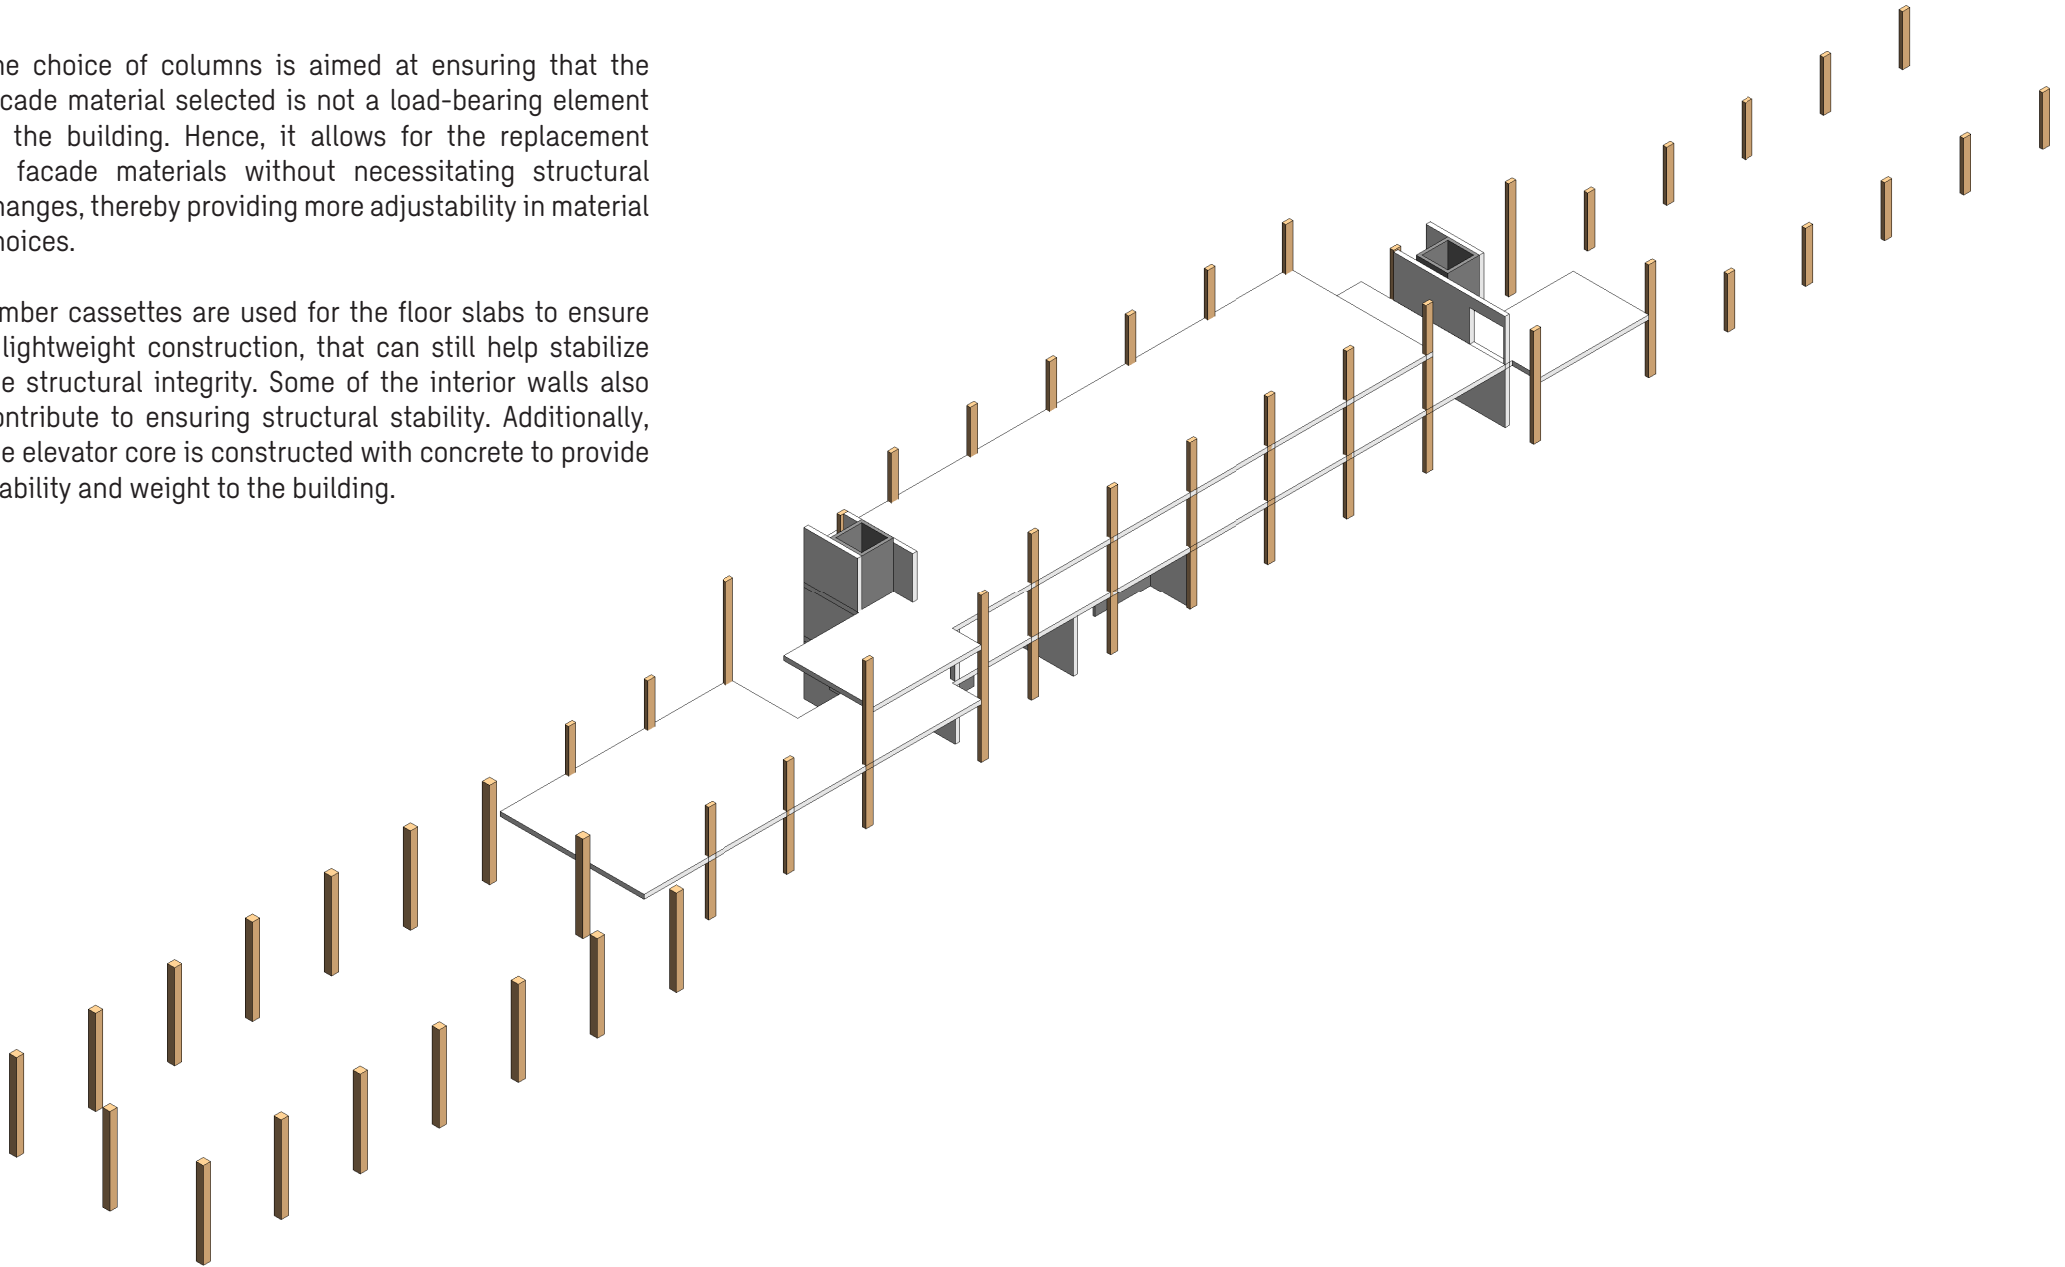 ne choice of columns is aimed at ensuring that the
cade material selected is not a load-bearing element
the building. Hence, it allows for the replacement
facade materials without necessitating structural
hanges, thereby providing more adjustability in material
hoices.
mber cassettes are used for the floor slabs to ensure
lightweight construction, that can still help stabilize
e structural integrity. Some of the interior walls also
ontribute to ensuring structural stability. Additionally,
e elevator core is constructed with concrete to provide
ability and weight to the building.